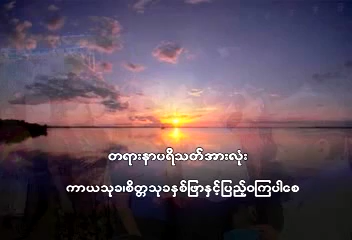 တရားနာပရိသတ်အားလုံး
ကာယသုခ၊စိတ္တသုခနှစ်ဖြာနှင့်ပြည့်ဝကြပါစေ